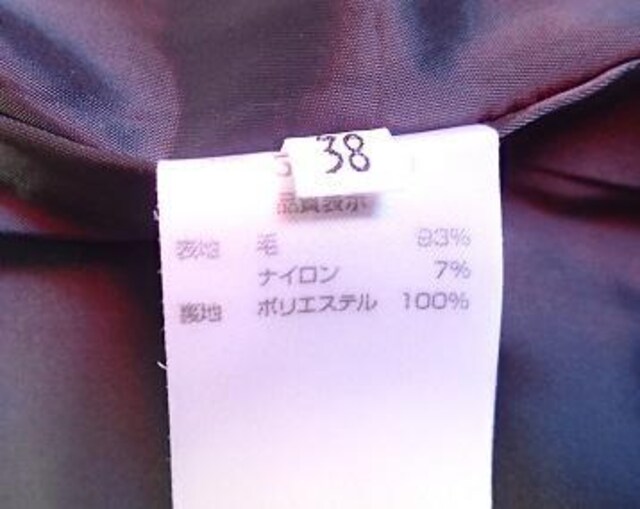 38
品質表示
表地 毛 93%
ナイロン 7%
裏地 ポリエステル 100%